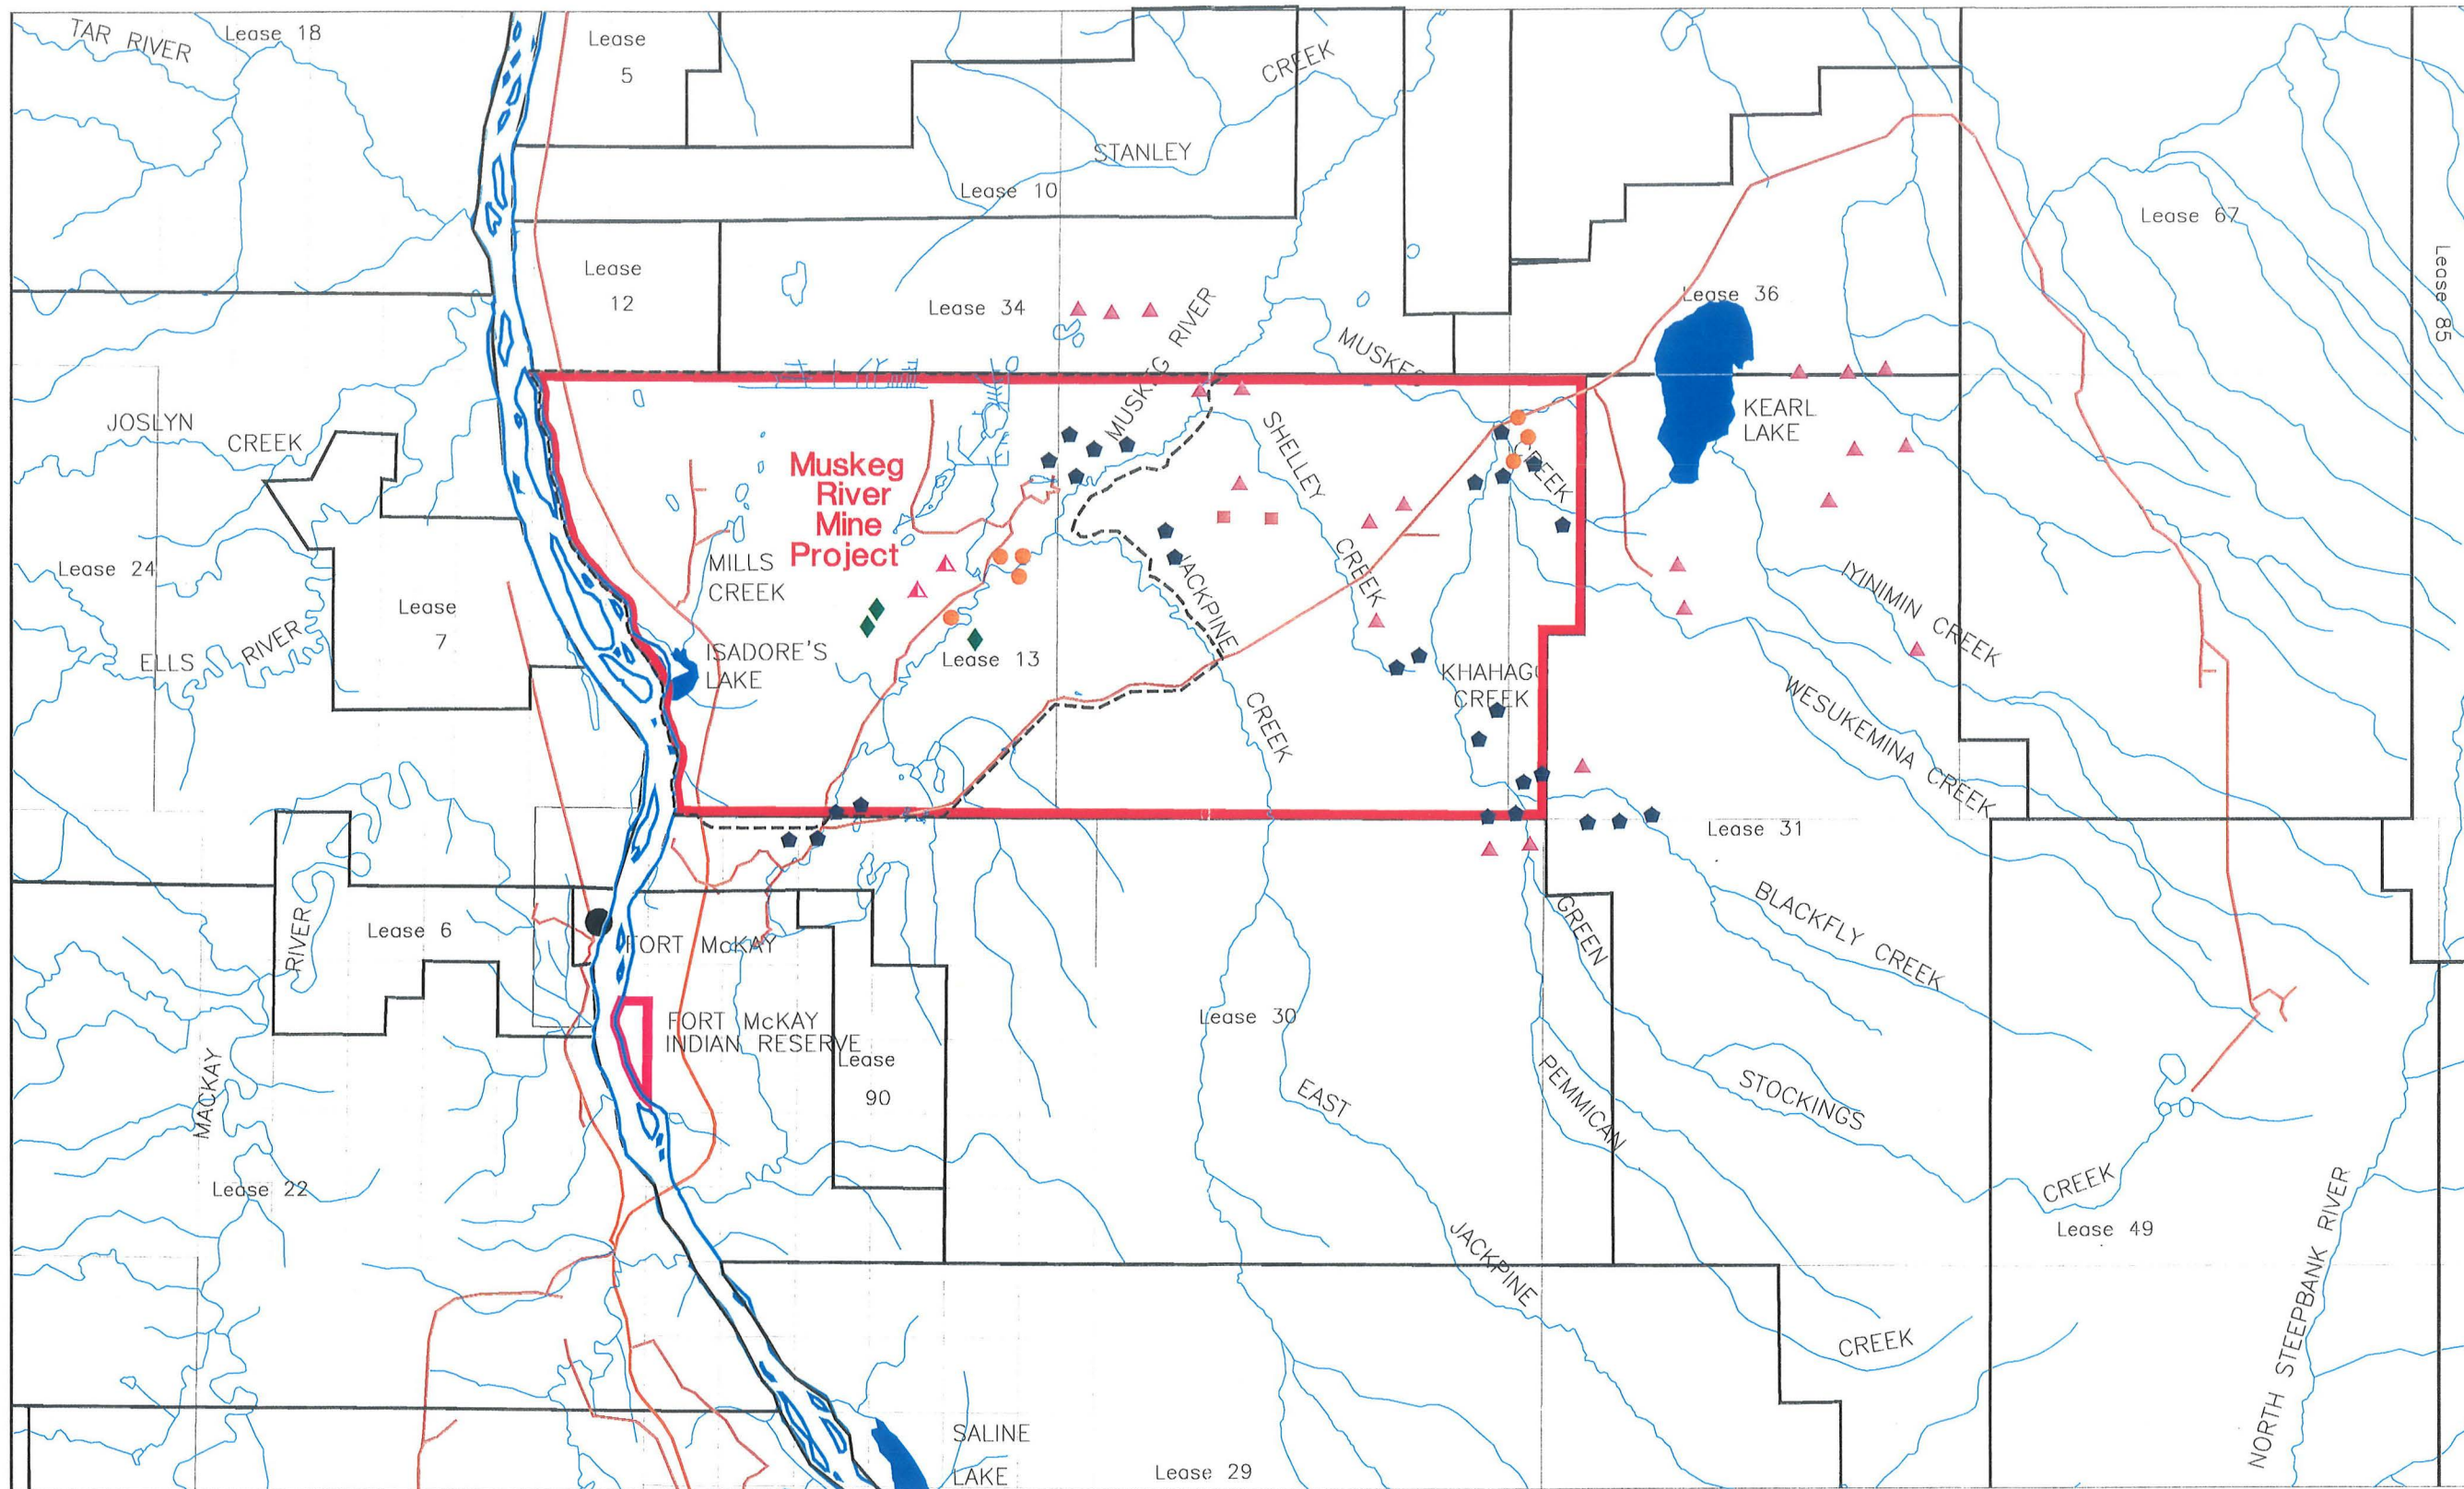 TAR RIVER
Lease 18
Lease
5
CREEK
STANLEY
Lease 10
Lease 67
Lease
12
Lease 34
MUSKEG RIVER
MUSKEG
Lease 36
Lease 85
JOSLYN
CREEK
KEARL
LAKE
Muskeg
River
Mine
Project
SHELLEY
CREEK
CREEK
MILLS
CREEK
Lease 24
Lease
7
JACKPINE
CREEK
IYINIMIN CREEK
ELLS
RIVER
ISADORE'S
LAKE
Lease 13
KHAHAGO
CREEK
WESUKEMINA CREEK
Lease 31
BLACKFLY CREEK
GREEN
RIVER
MACKAY
Lease 6
FORT McKAY
FORT McKAY
INDIAN RESERVE
Lease
90
Lease 30
EAST
JACKPINE
CREEK
PEMMICAN
STOCKINGS
CREEK
Lease 49
NORTH STEEPBANK RIVER
Lease 22
SALINE
LAKE
Lease 29